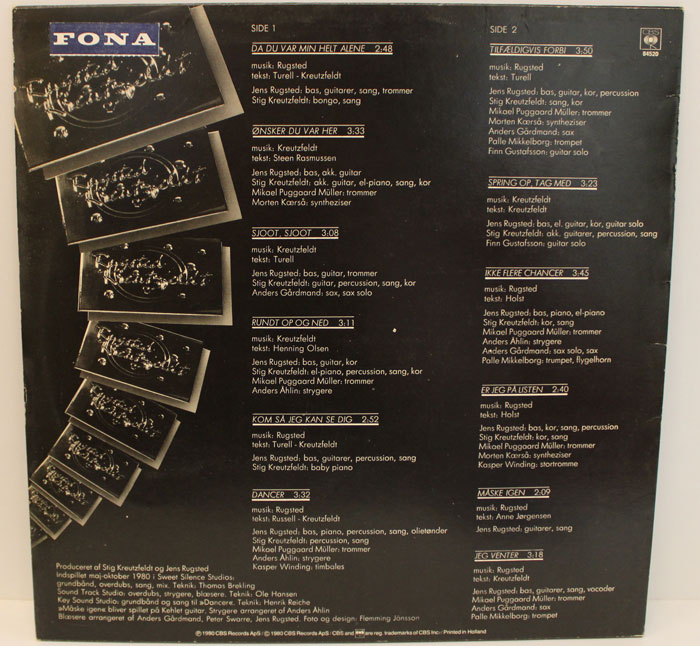 FONA
SIDE 1
DA DU VAR MIN HELT ALENE 2:48
musik: Rugsted
tekst: Turell - Kreutzfeldt
Jens Rugsted: bas, guitarer, sang, trommer
Stig Kreutzfeldt: bongo, sang
ØNSKER DU VAR HER 3:33
musik: Kreutzfeldt
tekst: Steen Rasmussen
Jens Rugsted: bas, akk. guitar
Stig Kreutzfeldt: akk. guitar, el-piano, sang, kor
Mikael Puggaard Müller: trommer
Morten Kærså: syntheziser
SJOOT, SJOOT 3:08
musik: Kreutzfeldt
tekst: Turell
Jens Rugsted: bas, guitar, trommer
Stig Kreutzfeldt: guitar, percussion, sang, kor
Anders Gårdmand: sax, sax solo
RUNDT OP OG NED 3:11
musik: Kreutzfeldt
tekst: Henning Olsen
Jens Rugsted: bas, guitar, kor
Stig Kreutzfeldt: el-piano, percussion, sang, kor
Mikael Puggaard Müller: trommer
Anders Åhlin: strygere
KOM SÅ JEG KAN SE DIG 2:52
musik: Rugsted
tekst: Turell - Kreutzfeldt
Jens Rugsted: bas, guitarer, percussion, sang
Stig Kreutzfeldt: baby piano
DANCER 3:32
musik: Rugsted
tekst: Russell - Kreutzfeldt
Jens Rugsted: bas, piano, percussion, sang, olietønder
Stig Kreutzfeldt: percussion, sang
Mikael Puggaard Müller: trommer
Anders Åhlin: strygere
Kasper Winding: timbales
SIDE 2
CBS
84520
TILFÆLDIGVIS FORBI 3:50
musik: Rugsted
tekst: Turell
Jens Rugsted: bas, guitar, kor, percussion
Stig Kreutzfeldt: sang, kor
Mikael Puggaard Müller: trommer
Morten Kærså: syntheziser
Anders Gårdmand: sax
Palle Mikkelborg: trompet
Finn Gustafsson: guitar solo
SPRING OP, TAG MED 3:23
musik: Kreutzfeldt
tekst: Kreutzfeldt
Jens Rugsted: bas, el. guitar, kor, guitar solo
Stig Kreutzfeldt: akk. guitarer, percussion, sang
Finn Gustafsson: guitar solo
IKKE FLERE CHANCER 3:45
musik: Rugsted
tekst: Holst
Jens Rugsted: bas, piano, el-piano
Stig Kreutzfeldt: kor, sang
Mikael Puggaard Müller: trommer
Anders Åhlin: strygere
Anders Gårdmand: sax solo, sax
Palle Mikkelborg: trumpet, flygelhorn
ER JEG PÅ LISTEN 2:40
musik: Rugsted
tekst: Holst
Jens Rugsted: bas, kor, sang, percussion
Stig Kreutzfeldt: kor, sang
Mikael Puggaard Müller: trommer
Morten Kærså: syntheziser
Kasper Winding: stortromme
MÅSKE IGEN 2:09
musik: Rugsted
tekst: Anne Jørgensen
Jens Rugsted: guitarer, sang
JEG VENTER 3:18
musik: Rugsted
tekst: Kreutzfeldt
Jens Rugsted: bas, guitar, sang, vocoder
Mikael Puggaard Müller: trommer
Stig Kreutzfeldt: sang
Produceret af Stig Kreutzfeldt og Jens Rugsted
Indspillet maj-oktober 1980 i Sweet Silence Studios:
grundbånd, overdubs, sang, mix. Teknik: Thomas Brekling
Sound Track Studio: overdubs, strygere, blæsere. Teknik: Ole Hansen
Key Sound Studio: grundbånd og sang til »Dancer«, Teknik: Henrik Reiche
»Måske igen« bliver spillet på Kehlet guitar, Strygere arrangeret af Anders Åhlin
Blæsere arrangeret af Anders Gårdmand, Peter Swarre, Jens Rugsted. Foto og design: Flemming Jönsson
Ⓟ 1980 CBS Records ApS / © 1980 CBS Records ApS / CBS and are reg. trademarks of CBS Inc. / Printed in Holland